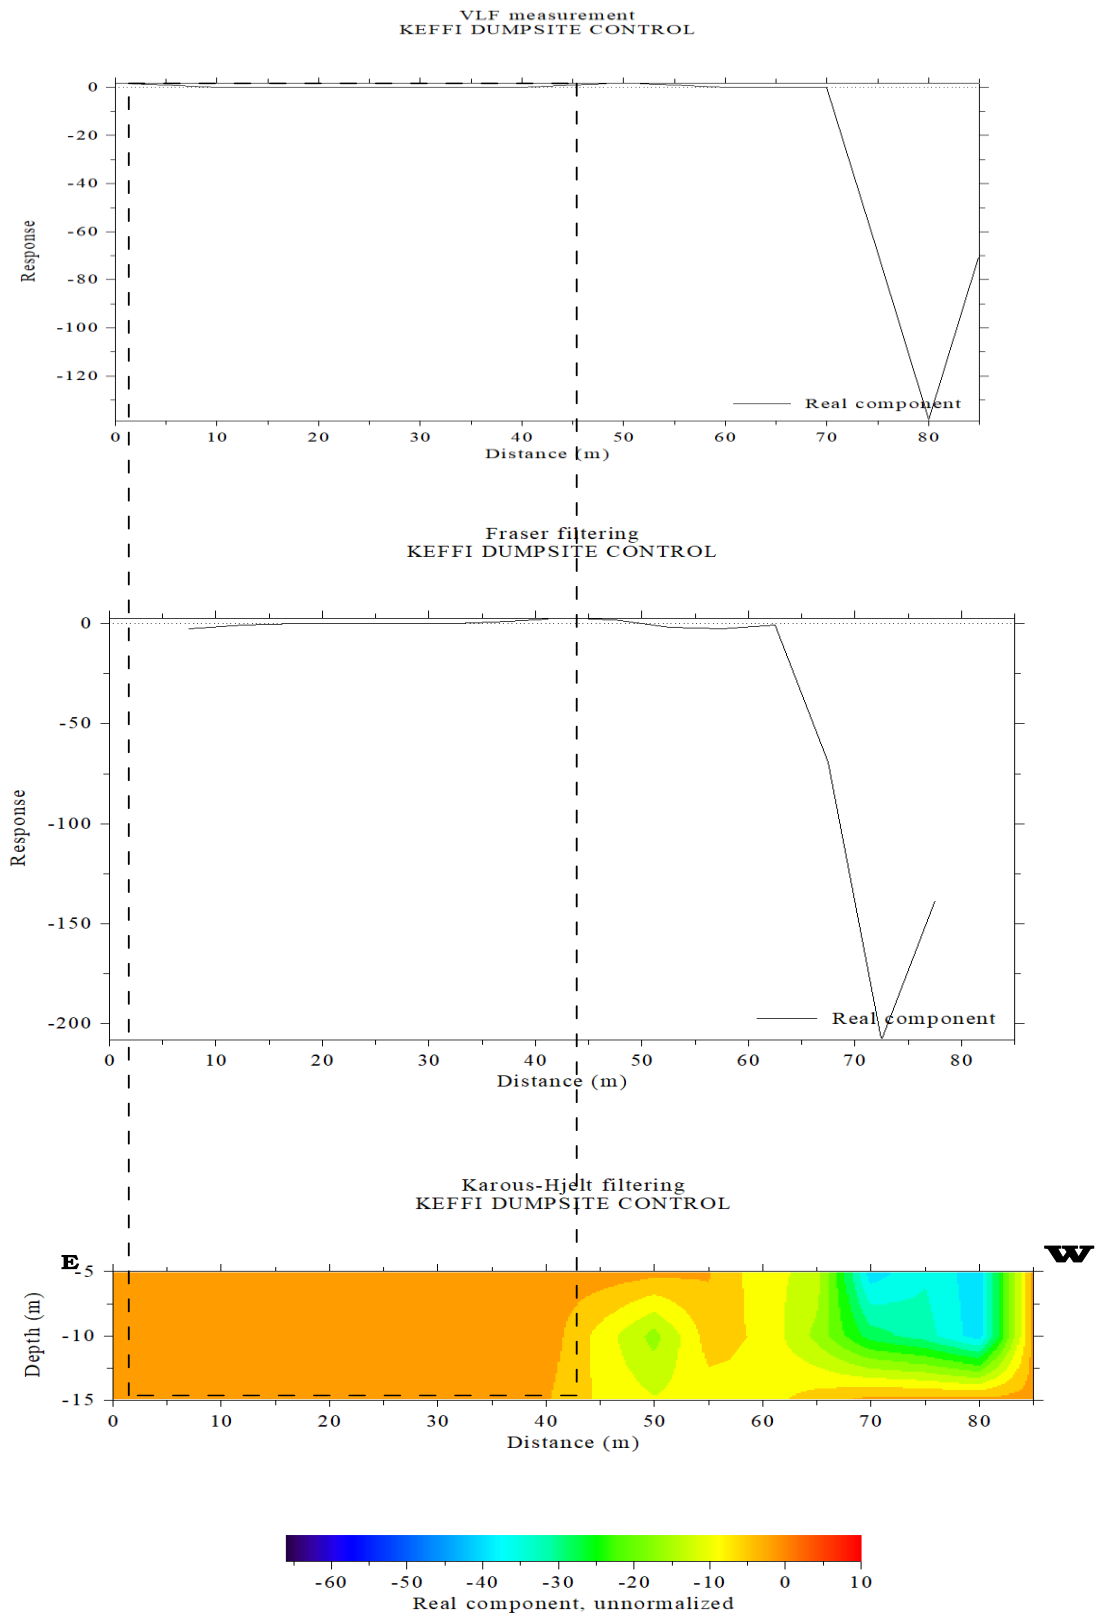 VLF measurement
KEFFI DUMPSITE CONTROL
0
-20
-40
-60
-80
-100
-120
Response
Real component
0 10 20 30 40 50 60 70 80
Distance (m)
Fraser filtering
KEFFI DUMPSITE CONTROL
0
-50
-100
-150
-200
Response
Real component
0 10 20 30 40 50 60 70 80
Distance (m)
Karous-Hjelt filtering
KEFFI DUMPSITE CONTROL
E W
-5
-10
-15
Depth (m)
0 10 20 30 40 50 60 70 80
Distance (m)
-60 -50 -40 -30 -20 -10 0 10
Real component, unnormalized